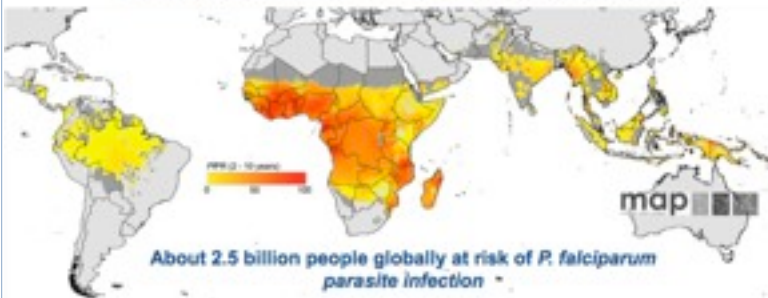 PfPR (2 - 10 years)
0 50 100
map
About 2.5 billion people globally at risk of P. falciparum
parasite infection